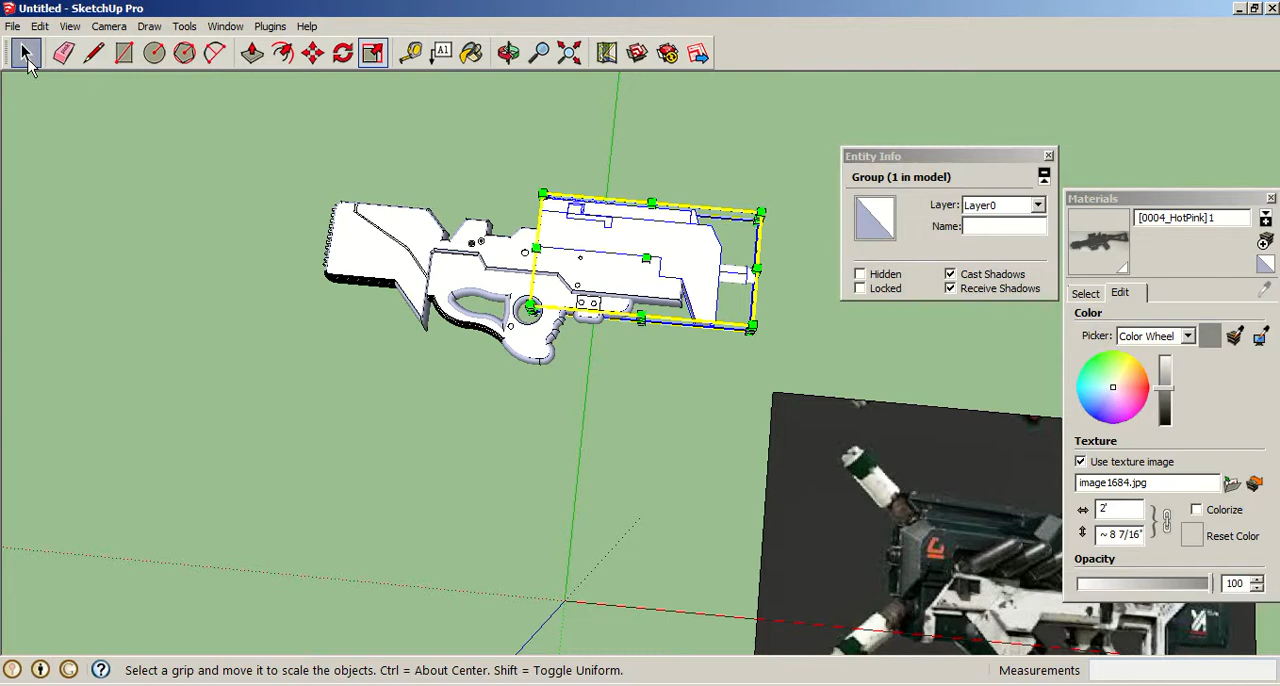 Untitled - SketchUp Pro
File Edit View Camera Draw Tools Window Plugins Help
A1
Entity Info
Group (1 in model)
Layer: Layer0
Name:
Hidden Cast Shadows
Locked Receive Shadows
Materials
[0004_HotPink]1
Select Edit
Color
Picker: Color Wheel
Texture
Use texture image
image1684.jpg
2' Colorize
~ 8 7/16" Reset Color
Opacity
100
Select a grip and move it to scale the objects. Ctrl = About Center. Shift = Toggle Uniform. Measurements